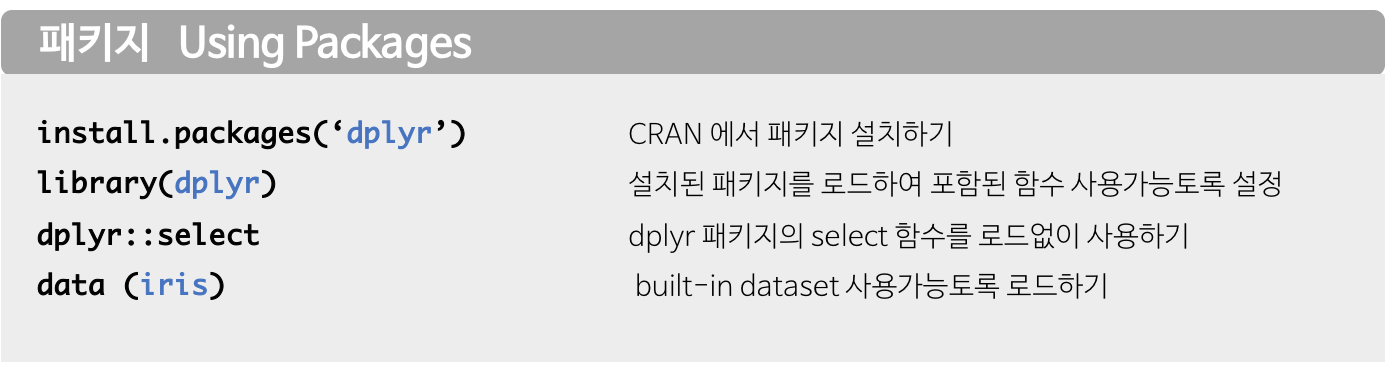 패키지 Using Packages
install.packages(‘dplyr’) CRAN 에서 패키지 설치하기
library(dplyr) 설치된 패키지를 로드하여 포함된 함수 사용가능토록 설정
dplyr::select dplyr 패키지의 select 함수를 로드없이 사용하기
data (iris) built-in dataset 사용가능토록 로드하기